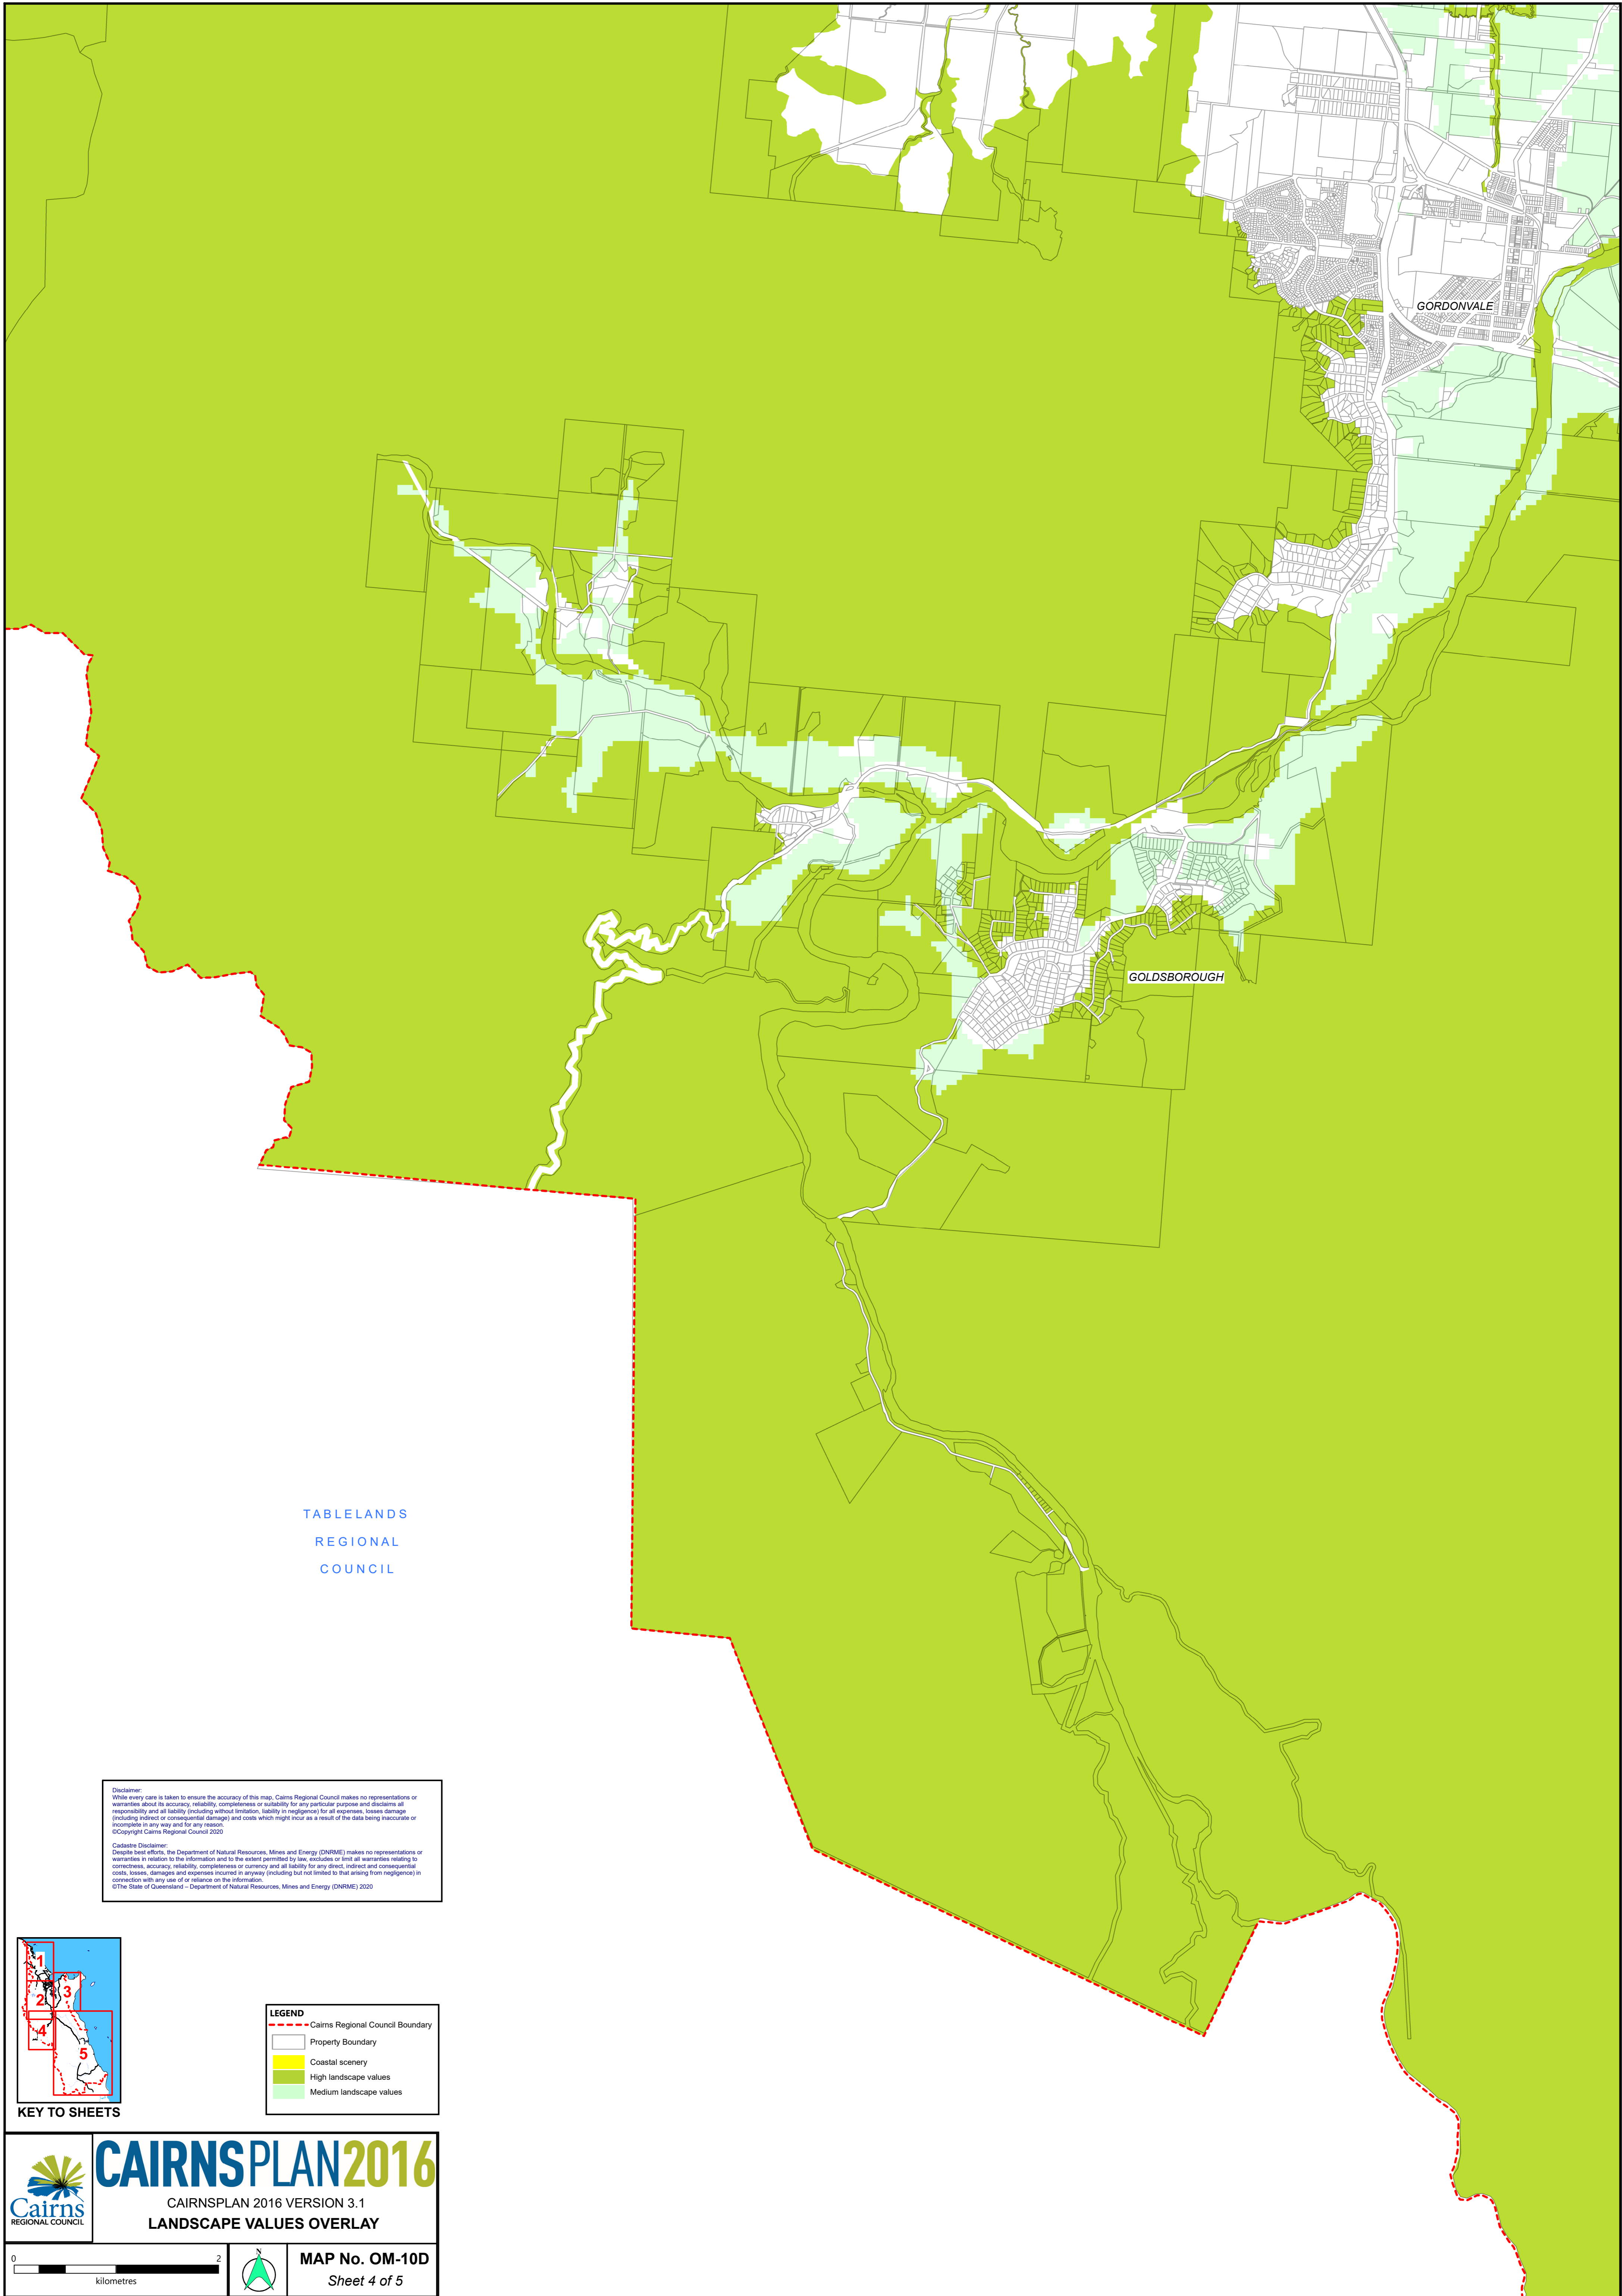 GORDONVALE
GOLDSBOROUGH
TABLELANDS
REGIONAL
COUNCIL
Disclaimer:
While every care is taken to ensure the accuracy of this map, Cairns Regional Council makes no representations or
warranties about its accuracy, reliability, completeness or suitability for any particular purpose and disclaims all
responsibility and all liability (including without limitation, liability in negligence) for all expenses, losses damage
(including indirect or consequential damage) and costs which might incur as a result of the data being inaccurate or
incomplete in any way and for any reason.
©Copyright Cairns Regional Council 2020
Cadastre Disclaimer:
Despite best efforts, the Department of Natural Resources, Mines and Energy (DNRME) makes no representations or
warranties in relation to the information and to the extent permitted by law, excludes or limit all warranties relating to
correctness, accuracy, reliability, completeness or currency and all liability for any direct, indirect and consequential
costs, losses, damages and expenses incurred in anyway (including but not limited to that arising from negligence) in
connection with any use of or reliance on the information.
©The State of Queensland – Department of Natural Resources, Mines and Energy (DNRME) 2020
1
2
3
4
5
KEY TO SHEETS
LEGEND
Cairns Regional Council Boundary
Property Boundary
Coastal scenery
High landscape values
Medium landscape values
Cairns
REGIONAL COUNCIL
CAIRNSPLAN2016
CAIRNSPLAN 2016 VERSION 3.1
LANDSCAPE VALUES OVERLAY
0 2
kilometres
N
MAP No. OM-10D
Sheet 4 of 5